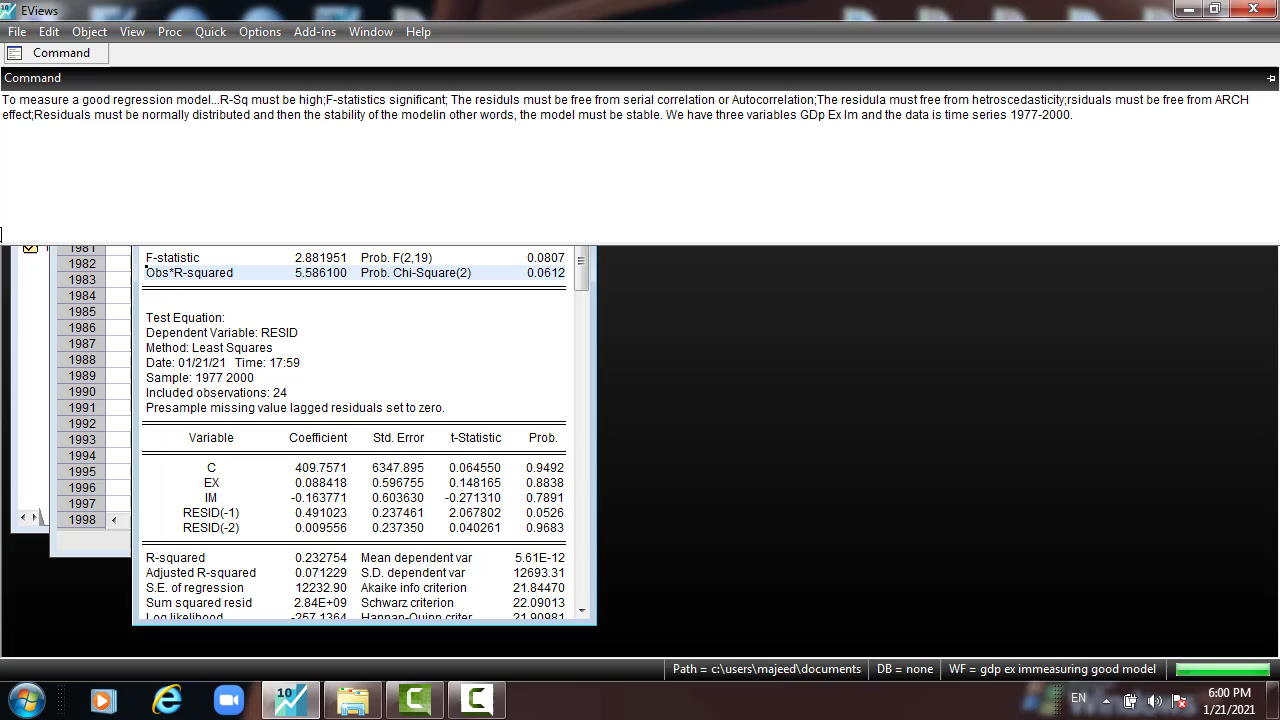 EViews
File Edit Object View Proc Quick Options Add-ins Window Help
Command
Command
To measure a good regression model...R-Sq must be high;F-statistics significant; The residuls must be free from serial correlation or Autocorrelation;The residula must free from hetroscedasticity;rsiduals must be free from ARCH
effect;Residuals must be normally distributed and then the stability of the modelin other words, the model must be stable. We have three variables GDp Ex Im and the data is time series 1977-2000.
1981
1982
1983
1984
1985
1986
1987
1988
1989
1990
1991
1992
1993
1994
1995
1996
1997
1998
F-statistic 2.881951 Prob. F(2,19) 0.0807
Obs*R-squared 5.586100 Prob. Chi-Square(2) 0.0612
Test Equation:
Dependent Variable: RESID
Method: Least Squares
Date: 01/21/21 Time: 17:59
Sample: 1977 2000
Included observations: 24
Presample missing value lagged residuals set to zero.
Variable Coefficient Std. Error t-Statistic Prob.
C 409.7571 6347.895 0.064550 0.9492
EX 0.088418 0.596755 0.148165 0.8838
IM -0.163771 0.603630 -0.271310 0.7891
RESID(-1) 0.491023 0.237461 2.067802 0.0526
RESID(-2) 0.009556 0.237350 0.040261 0.9683
R-squared 0.232754 Mean dependent var 5.61E-12
Adjusted R-squared 0.071229 S.D. dependent var 12693.31
S.E. of regression 12232.90 Akaike info criterion 21.84470
Sum squared resid 2.84E+09 Schwarz criterion 22.09013
Log likelihood -257.1364 Hannan-Quinn criter. 21.90981
Path = c:\users\majeed\documents DB = none WF = gdp ex immeasuring good model
10 EN 6:00 PM
1/21/2021